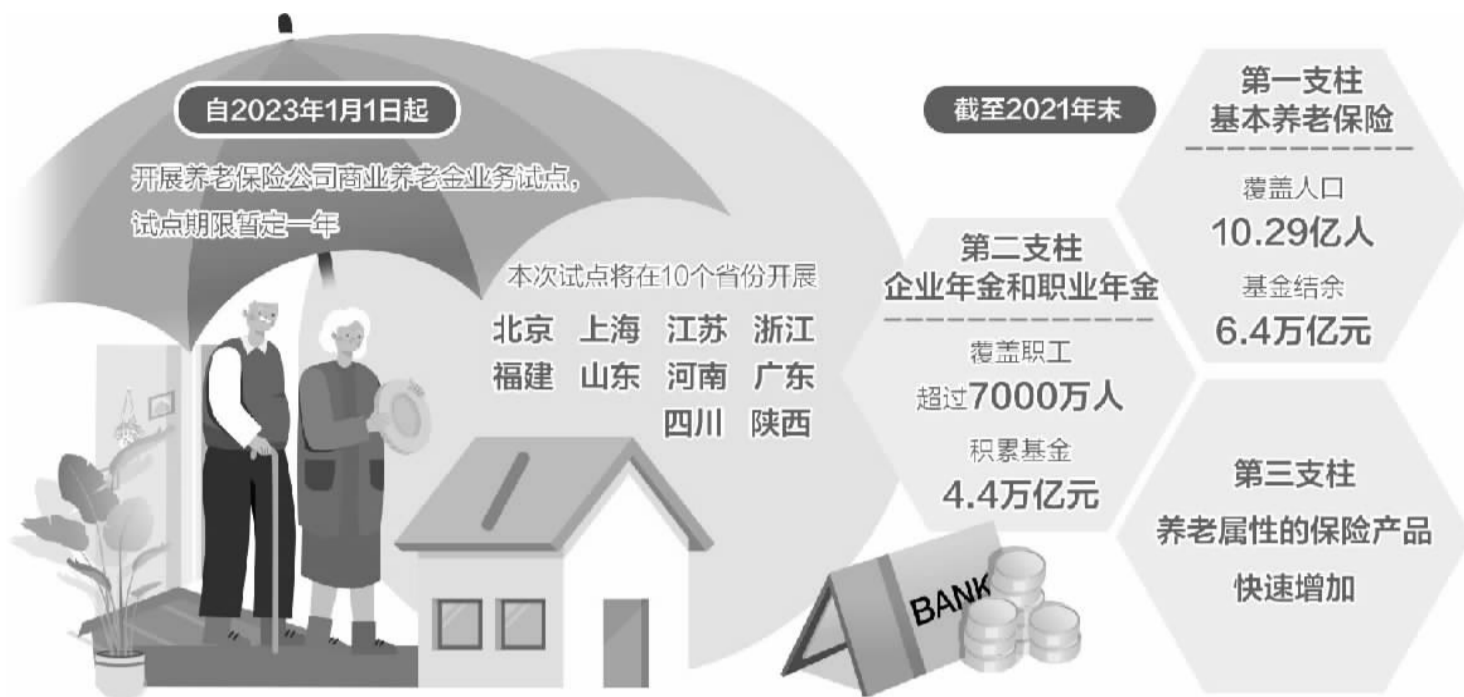 自2023年1月1日起
开展养老保险公司商业养老金业务试点，
试点期限暂定一年
本次试点将在10个省份开展
北京 上海 江苏 浙江
福建 山东 河南 广东
四川 陕西
截至2021年末
第一支柱
基本养老保险
覆盖人口
10.29亿人
基金结余
6.4万亿元
第二支柱
企业年金和职业年金
覆盖职工
超过7000万人
积累基金
4.4万亿元
第三支柱
养老属性的保险产品
快速增加
BANK